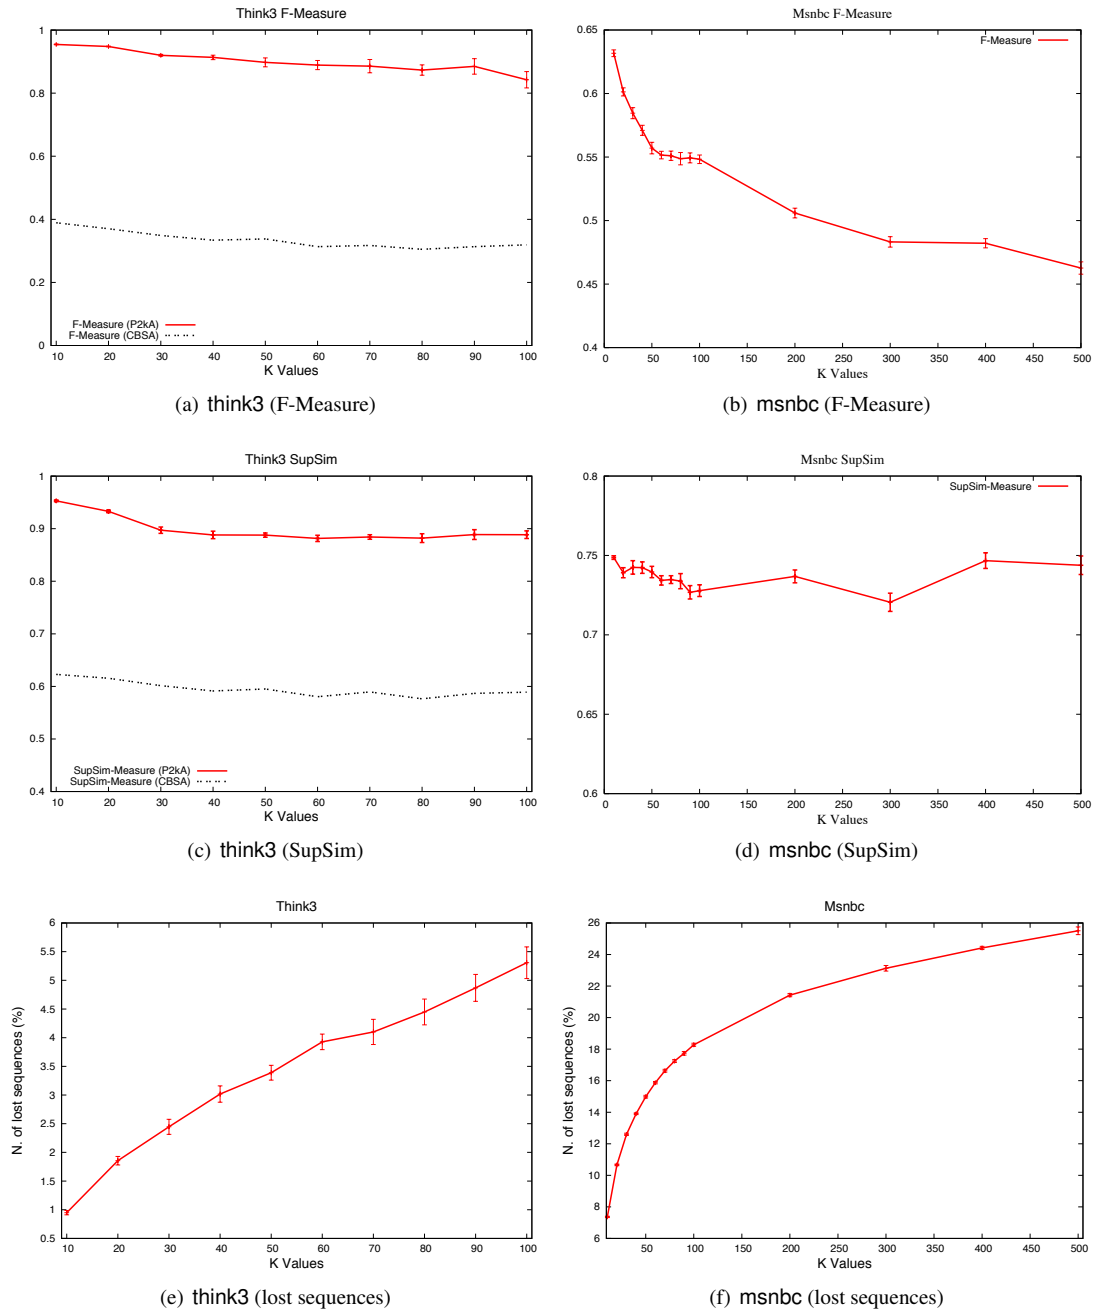 Think3 F-Measure
1
0.8
0.6
0.4
0.2
0
F-Measure (P2kA)
F-Measure (CBSA)
10 20 30 40 50 60 70 80 90 100
K Values
(a) think3 (F-Measure)
Msnbc F-Measure
0.65
0.6
0.55
0.5
0.45
0.4
F-Measure
0 50 100 150 200 250 300 350 400 450 500
K Values
(b) msnbc (F-Measure)
Think3 SupSim
1
0.9
0.8
0.7
0.6
0.5
0.4
SupSim-Measure (P2kA)
SupSim-Measure (CBSA)
10 20 30 40 50 60 70 80 90 100
K Values
(c) think3 (SupSim)
Msnbc SupSim
0.8
0.75
0.7
0.65
0.6
SupSim-Measure
0 50 100 150 200 250 300 350 400 450 500
K Values
(d) msnbc (SupSim)
Think3
N. of lost sequences (%)
6
5.5
5
4.5
4
3.5
3
2.5
2
1.5
1
0.5
10 20 30 40 50 60 70 80 90 100
K Values
(e) think3 (lost sequences)
Msnbc
N. of lost sequences (%)
26
24
22
20
18
16
14
12
10
8
6
50 100 150 200 250 300 350 400 450 500
K Values
(f) msnbc (lost sequences)